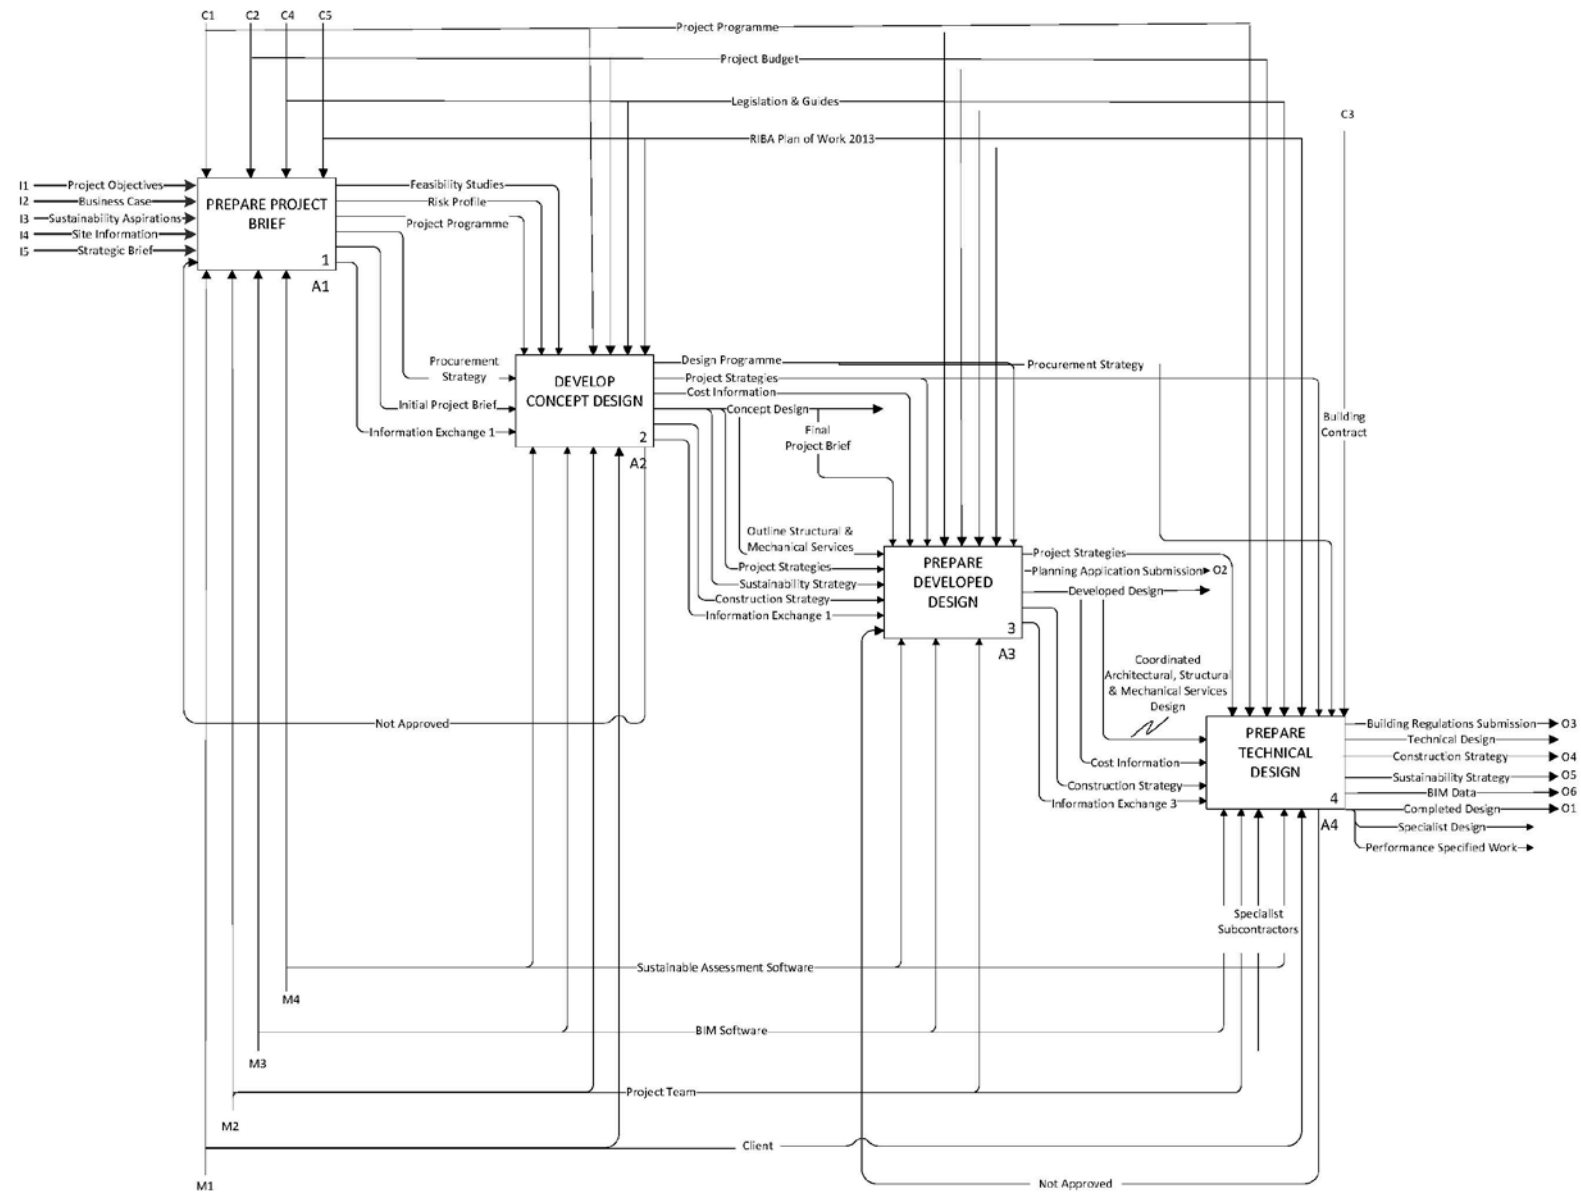 C1
C2
C4
C5
Project Programme
Project Budget
Legislation & Guides
C3
RIBA Plan of Work 2013
I1
Project Objectives
I2
Business Case
I3
Sustainability Aspirations
I4
Site Information
I5
Strategic Brief
PREPARE PROJECT
BRIEF
1
A1
Feasibility Studies
Risk Profile
Project Programme
Procurement
Strategy
Initial Project Brief
Information Exchange 1
DEVELOP
CONCEPT DESIGN
2
A2
Design Programme
Procurement Strategy
Project Strategies
Cost Information
Concept Design
Final
Project Brief
Building
Contract
Outline Structural &
Mechanical Services
Project Strategies
Sustainability Strategy
Construction Strategy
Information Exchange 1
PREPARE
DEVELOPED
DESIGN
3
A3
Project Strategies
Planning Application Submission
O2
Developed Design
Coordinated
Architectural, Structural
& Mechanical Services
Design
Cost Information
Construction Strategy
Information Exchange 3
Not Approved
PREPARE
TECHNICAL
DESIGN
4
A4
Building Regulations Submission
O3
Technical Design
Construction Strategy
O4
Sustainability Strategy
O5
BIM Data
O6
Completed Design
O1
Specialist Design
Performance Specified Work
Specialist
Subcontractors
Sustainable Assessment Software
M4
BIM Software
M3
Project Team
M2
Client
M1
Not Approved